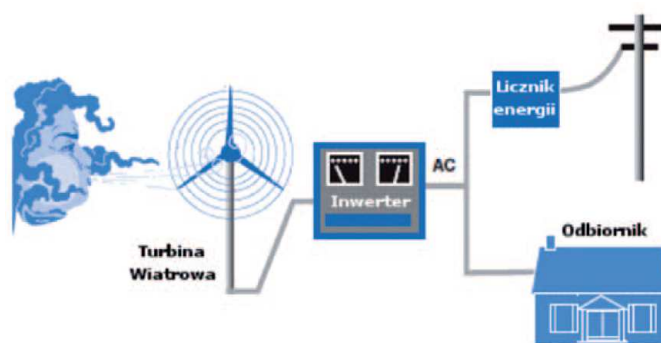 Licznik
energii
AC
Inwerter
Odbiornik
Turbina
Wiatrowa